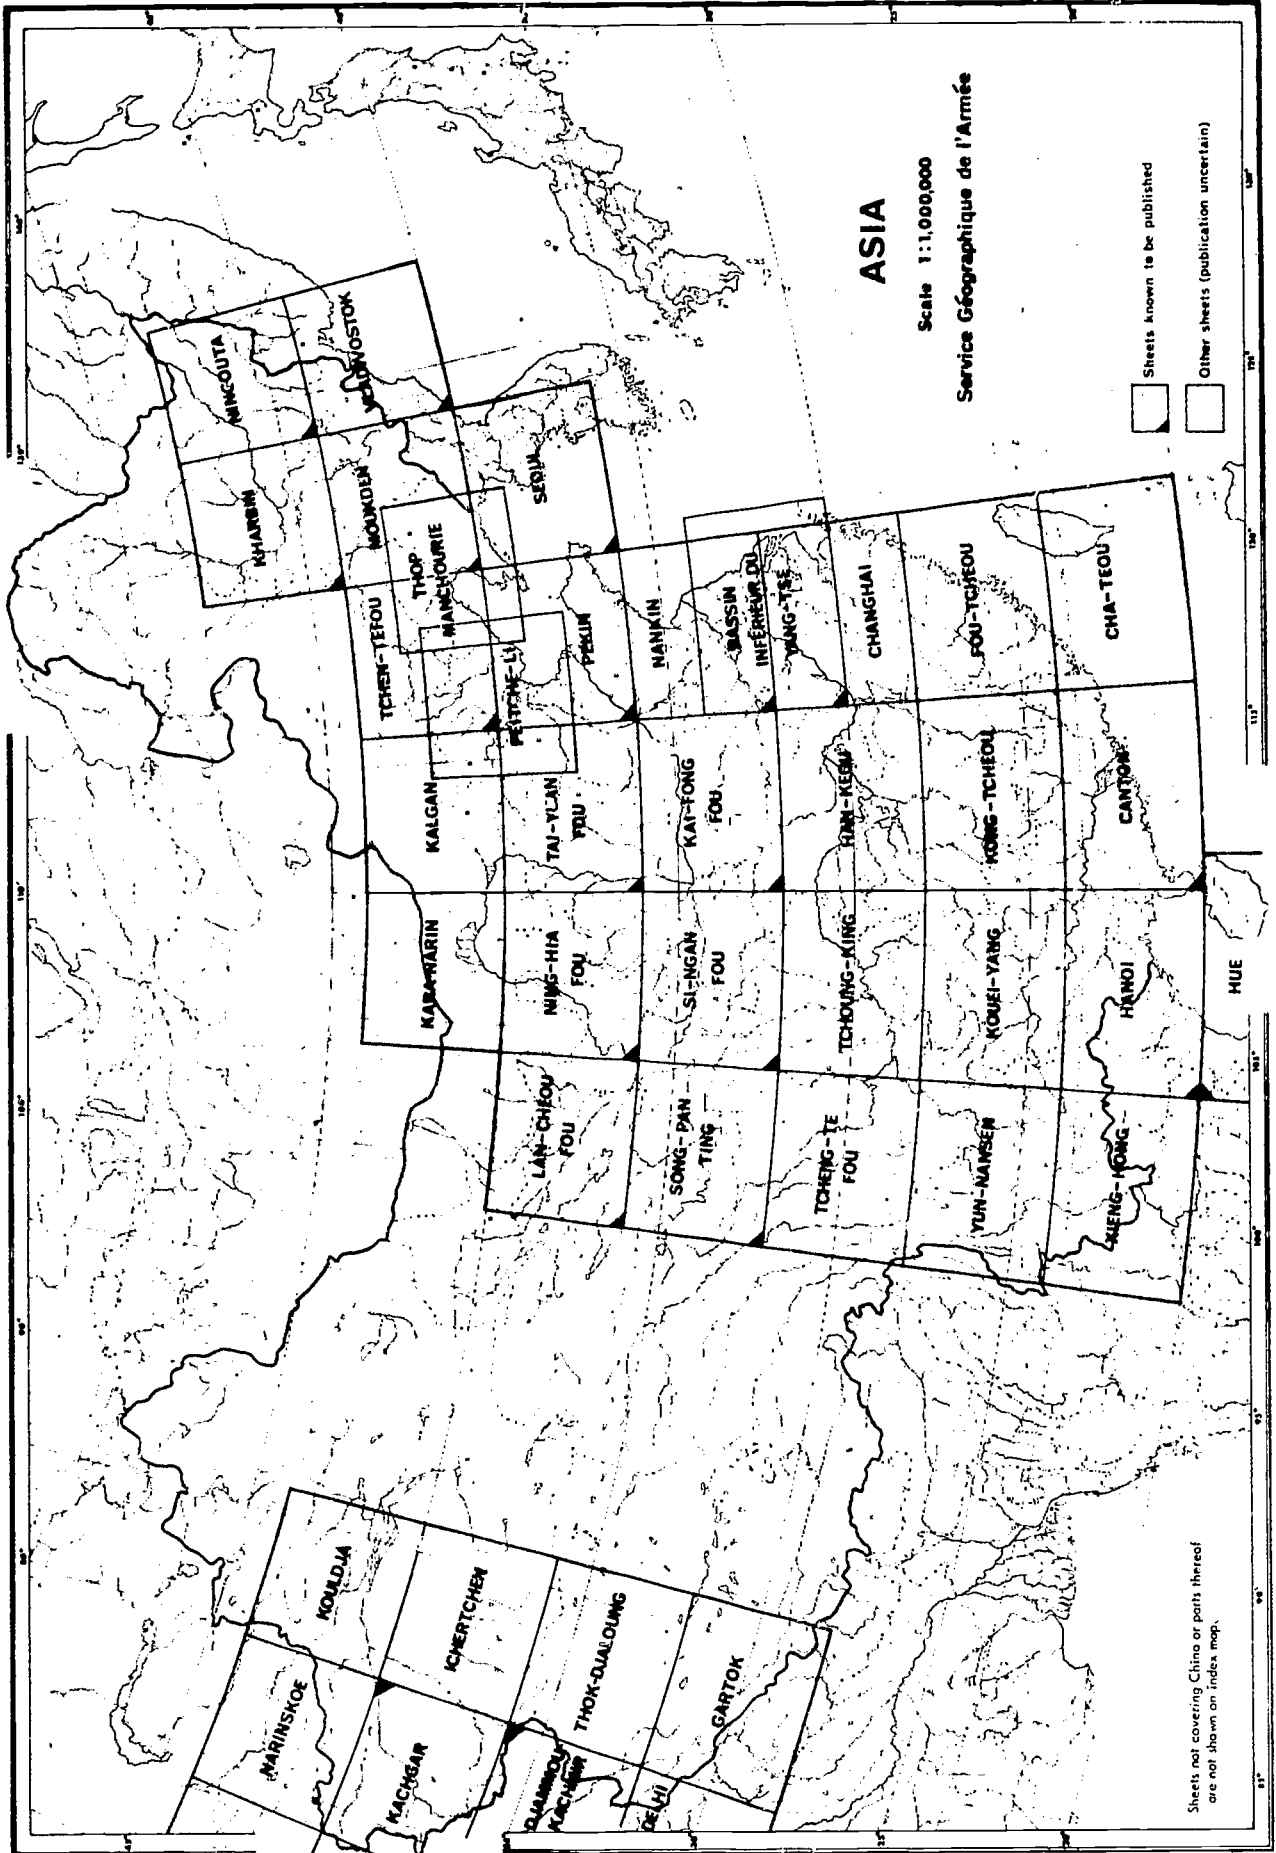 ASIA
Scale 1:1,000,000
Service Géographique de l'Armée
Sheets known to be published
Other sheets (publication uncertain)
KHARBIN
NINGOUTA
MOUKDEN
VLADIVOSTOK
TCHEN-TEFOU
THOP
MANCHOURIE
SEOUL
PEITCHE-LI
PEKIN
KARA-NARIN
KALGAN
LAN-CHEOU
FOU
NING-HIA
FOU
TAI-YUAN
FOU
SONG-PAN
TING
SI-NGAN
FOU
KAI-FONG
FOU
NANKIN
BASSIN
INFÉRIEUR DU
YANG-TSE
TCHENG-TE
FOU
TCHOUNG-KING
HAN-KEOU
CHANGHAI
YUN-NANSEN
KOUEI-YANG
KONG-TCHEOU
FOU-TCHEOU
XIENG-HONG
HANOI
CANTON
CHA-TEOU
HUE
NARINSKOE
KOULDJA
KACHGAR
ICHERTCHEN
DJAMMOU
KACHMIR
THOK-DJALOUNG
DELHI
GARTOK
Sheets not covering China or parts thereof
are not shown on index map.